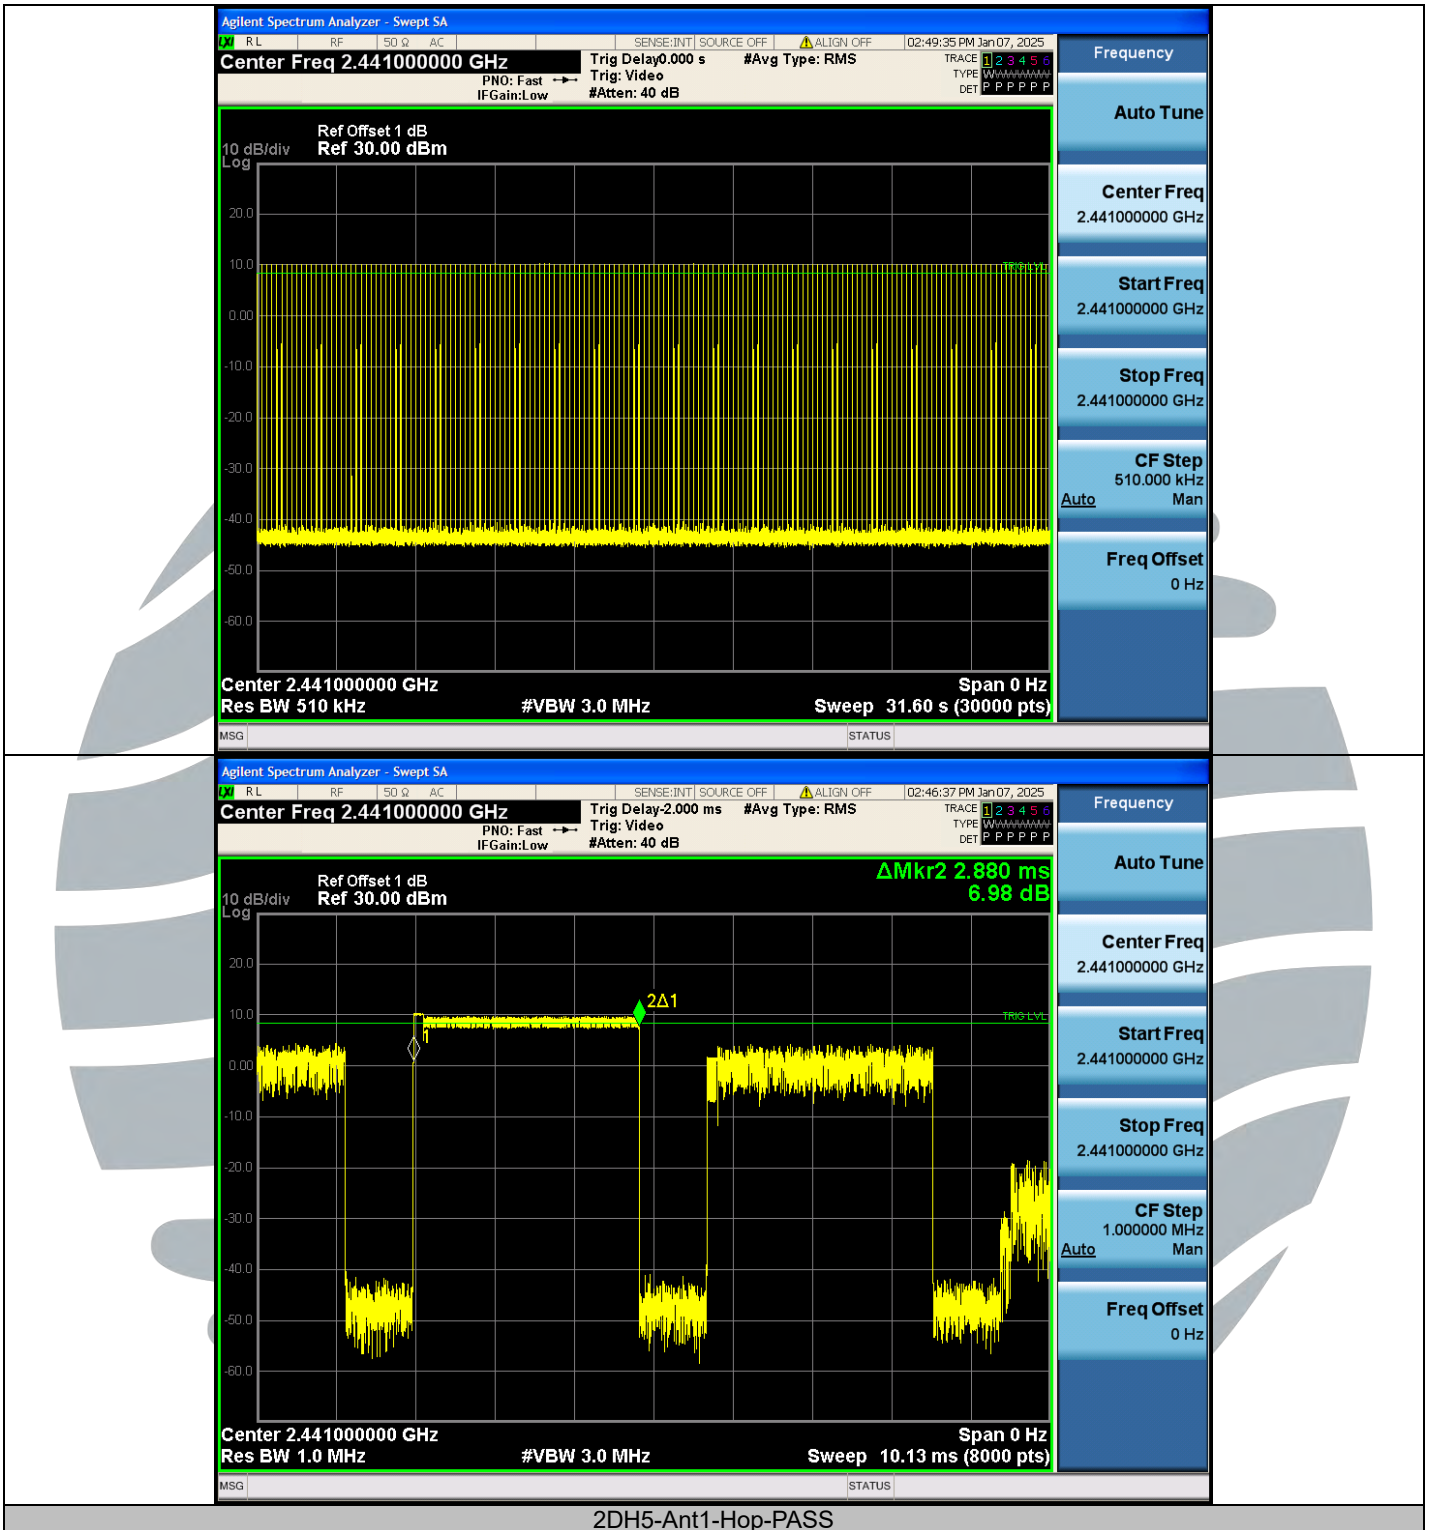 Agilent Spectrum Analyzer - Swept SA
LXI RL RF 50 Ω AC SENSE:INT SOURCE OFF ALIGN OFF 02:49:35 PM Jan 07, 2025
Center Freq 2.441000000 GHz
PNO: Fast
IFGain:Low
Trig Delay0.000 s
Trig: Video
#Atten: 40 dB
#Avg Type: RMS
TRACE 1 2 3 4 5 6
TYPE WWWWWW
DET P P P P P P
Frequency
Auto Tune
Ref Offset 1 dB
10 dB/div Ref 30.00 dBm
Log
20.0
10.0
TRIG LVL
0.00
-10.0
-20.0
-30.0
-40.0
-50.0
-60.0
Center Freq
2.441000000 GHz
Start Freq
2.441000000 GHz
Stop Freq
2.441000000 GHz
CF Step
510.000 kHz
Auto Man
Freq Offset
0 Hz
Center 2.441000000 GHz Span 0 Hz
Res BW 510 kHz #VBW 3.0 MHz Sweep 31.60 s (30000 pts)
MSG STATUS
Agilent Spectrum Analyzer - Swept SA
LXI RL RF 50 Ω AC SENSE:INT SOURCE OFF ALIGN OFF 02:46:37 PM Jan 07, 2025
Center Freq 2.441000000 GHz
PNO: Fast
IFGain:Low
Trig Delay-2.000 ms
Trig: Video
#Atten: 40 dB
#Avg Type: RMS
TRACE 1 2 3 4 5 6
TYPE WWWWWW
DET P P P P P P
Frequency
Auto Tune
ΔMkr2 2.880 ms
6.98 dB
Ref Offset 1 dB
10 dB/div Ref 30.00 dBm
Log
20.0
10.0
2Δ1
TRIG LVL
0.00
-10.0
-20.0
-30.0
-40.0
-50.0
-60.0
Center Freq
2.441000000 GHz
Start Freq
2.441000000 GHz
Stop Freq
2.441000000 GHz
CF Step
1.000000 MHz
Auto Man
Freq Offset
0 Hz
Center 2.441000000 GHz Span 0 Hz
Res BW 1.0 MHz #VBW 3.0 MHz Sweep 10.13 ms (8000 pts)
MSG STATUS
2DH5-Ant1-Hop-PASS